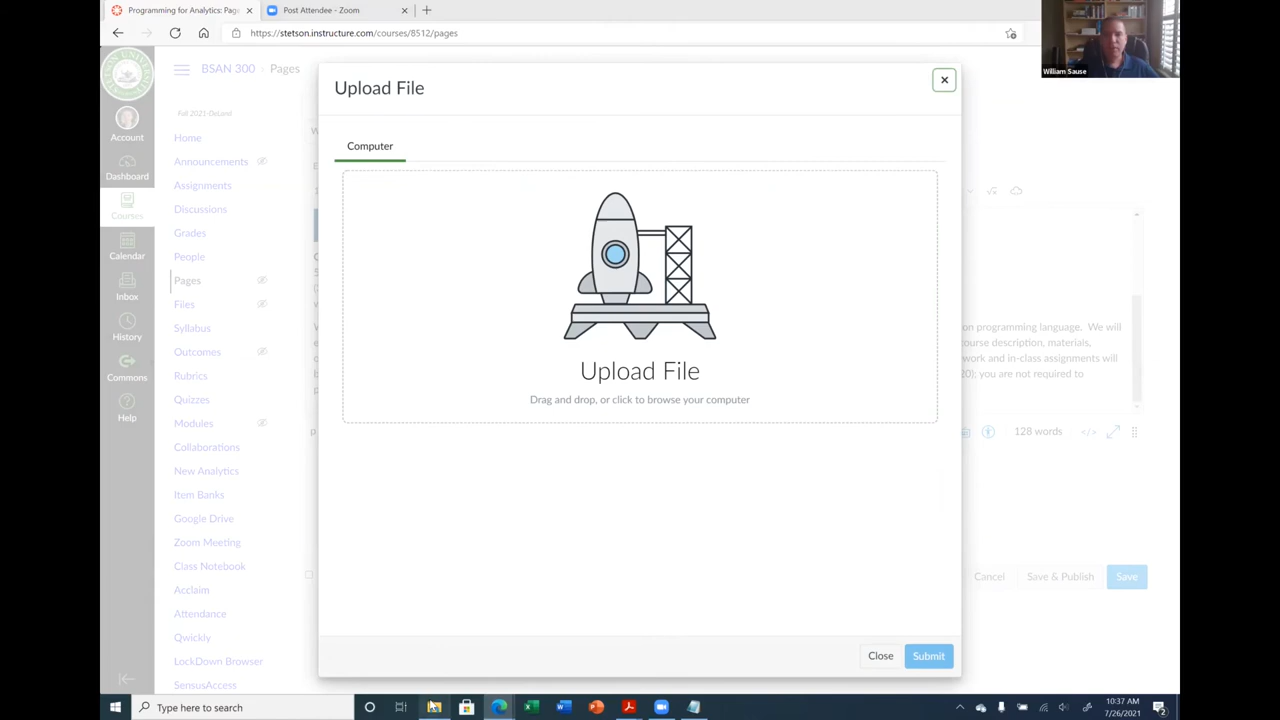 Programming for Analytics: Pag
Post Attendee - Zoom
https://stetson.instructure.com/courses/8512/pages
William Sause
BSAN 300 › Pages
Fall 2021-DeLand
Account
Dashboard
Courses
Calendar
Inbox
History
Commons
Help
Home
Announcements
Assignments
Discussions
Grades
People
Pages
Files
Syllabus
Outcomes
Rubrics
Quizzes
Modules
Collaborations
New Analytics
Item Banks
Google Drive
Zoom Meeting
Class Notebook
Acclaim
Attendance
Qwickly
LockDown Browser
SensusAccess
Upload File
Computer
Upload File
Drag and drop, or click to browse your computer
on programming language. We will
course description, materials,
work and in-class assignments will
20); you are not required to
128 words
</>
Cancel
Save & Publish
Save
Close
Submit
Type here to search
10:37 AM
7/26/2021
2